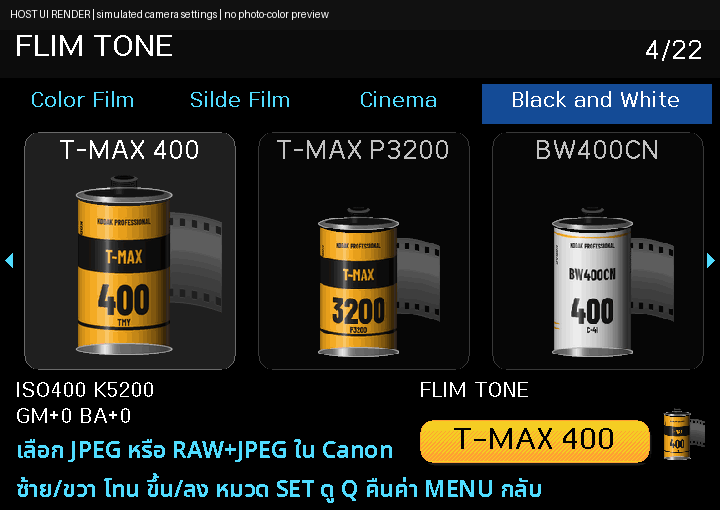 HOST UI RENDER | simulated camera settings | no photo-color preview
FLIM TONE
4/22
Color Film
Silde Film
Cinema
Black and White
T-MAX 400
T-MAX P3200
BW400CN
KODAK PROFESSIONAL
T-MAX
400
TMY
KODAK PROFESSIONAL
T-MAX
3200
P3200
KODAK PROFESSIONAL
BW400CN
400
C-41
ISO400 K5200
GM+0 BA+0
FLIM TONE
T-MAX 400
T-MAX
400
เลือก JPEG หรือ RAW+JPEG ใน Canon
ซ้าย/ขวา โทน ขึ้น/ลง หมวด SET ดู Q คืนค่า MENU กลับ